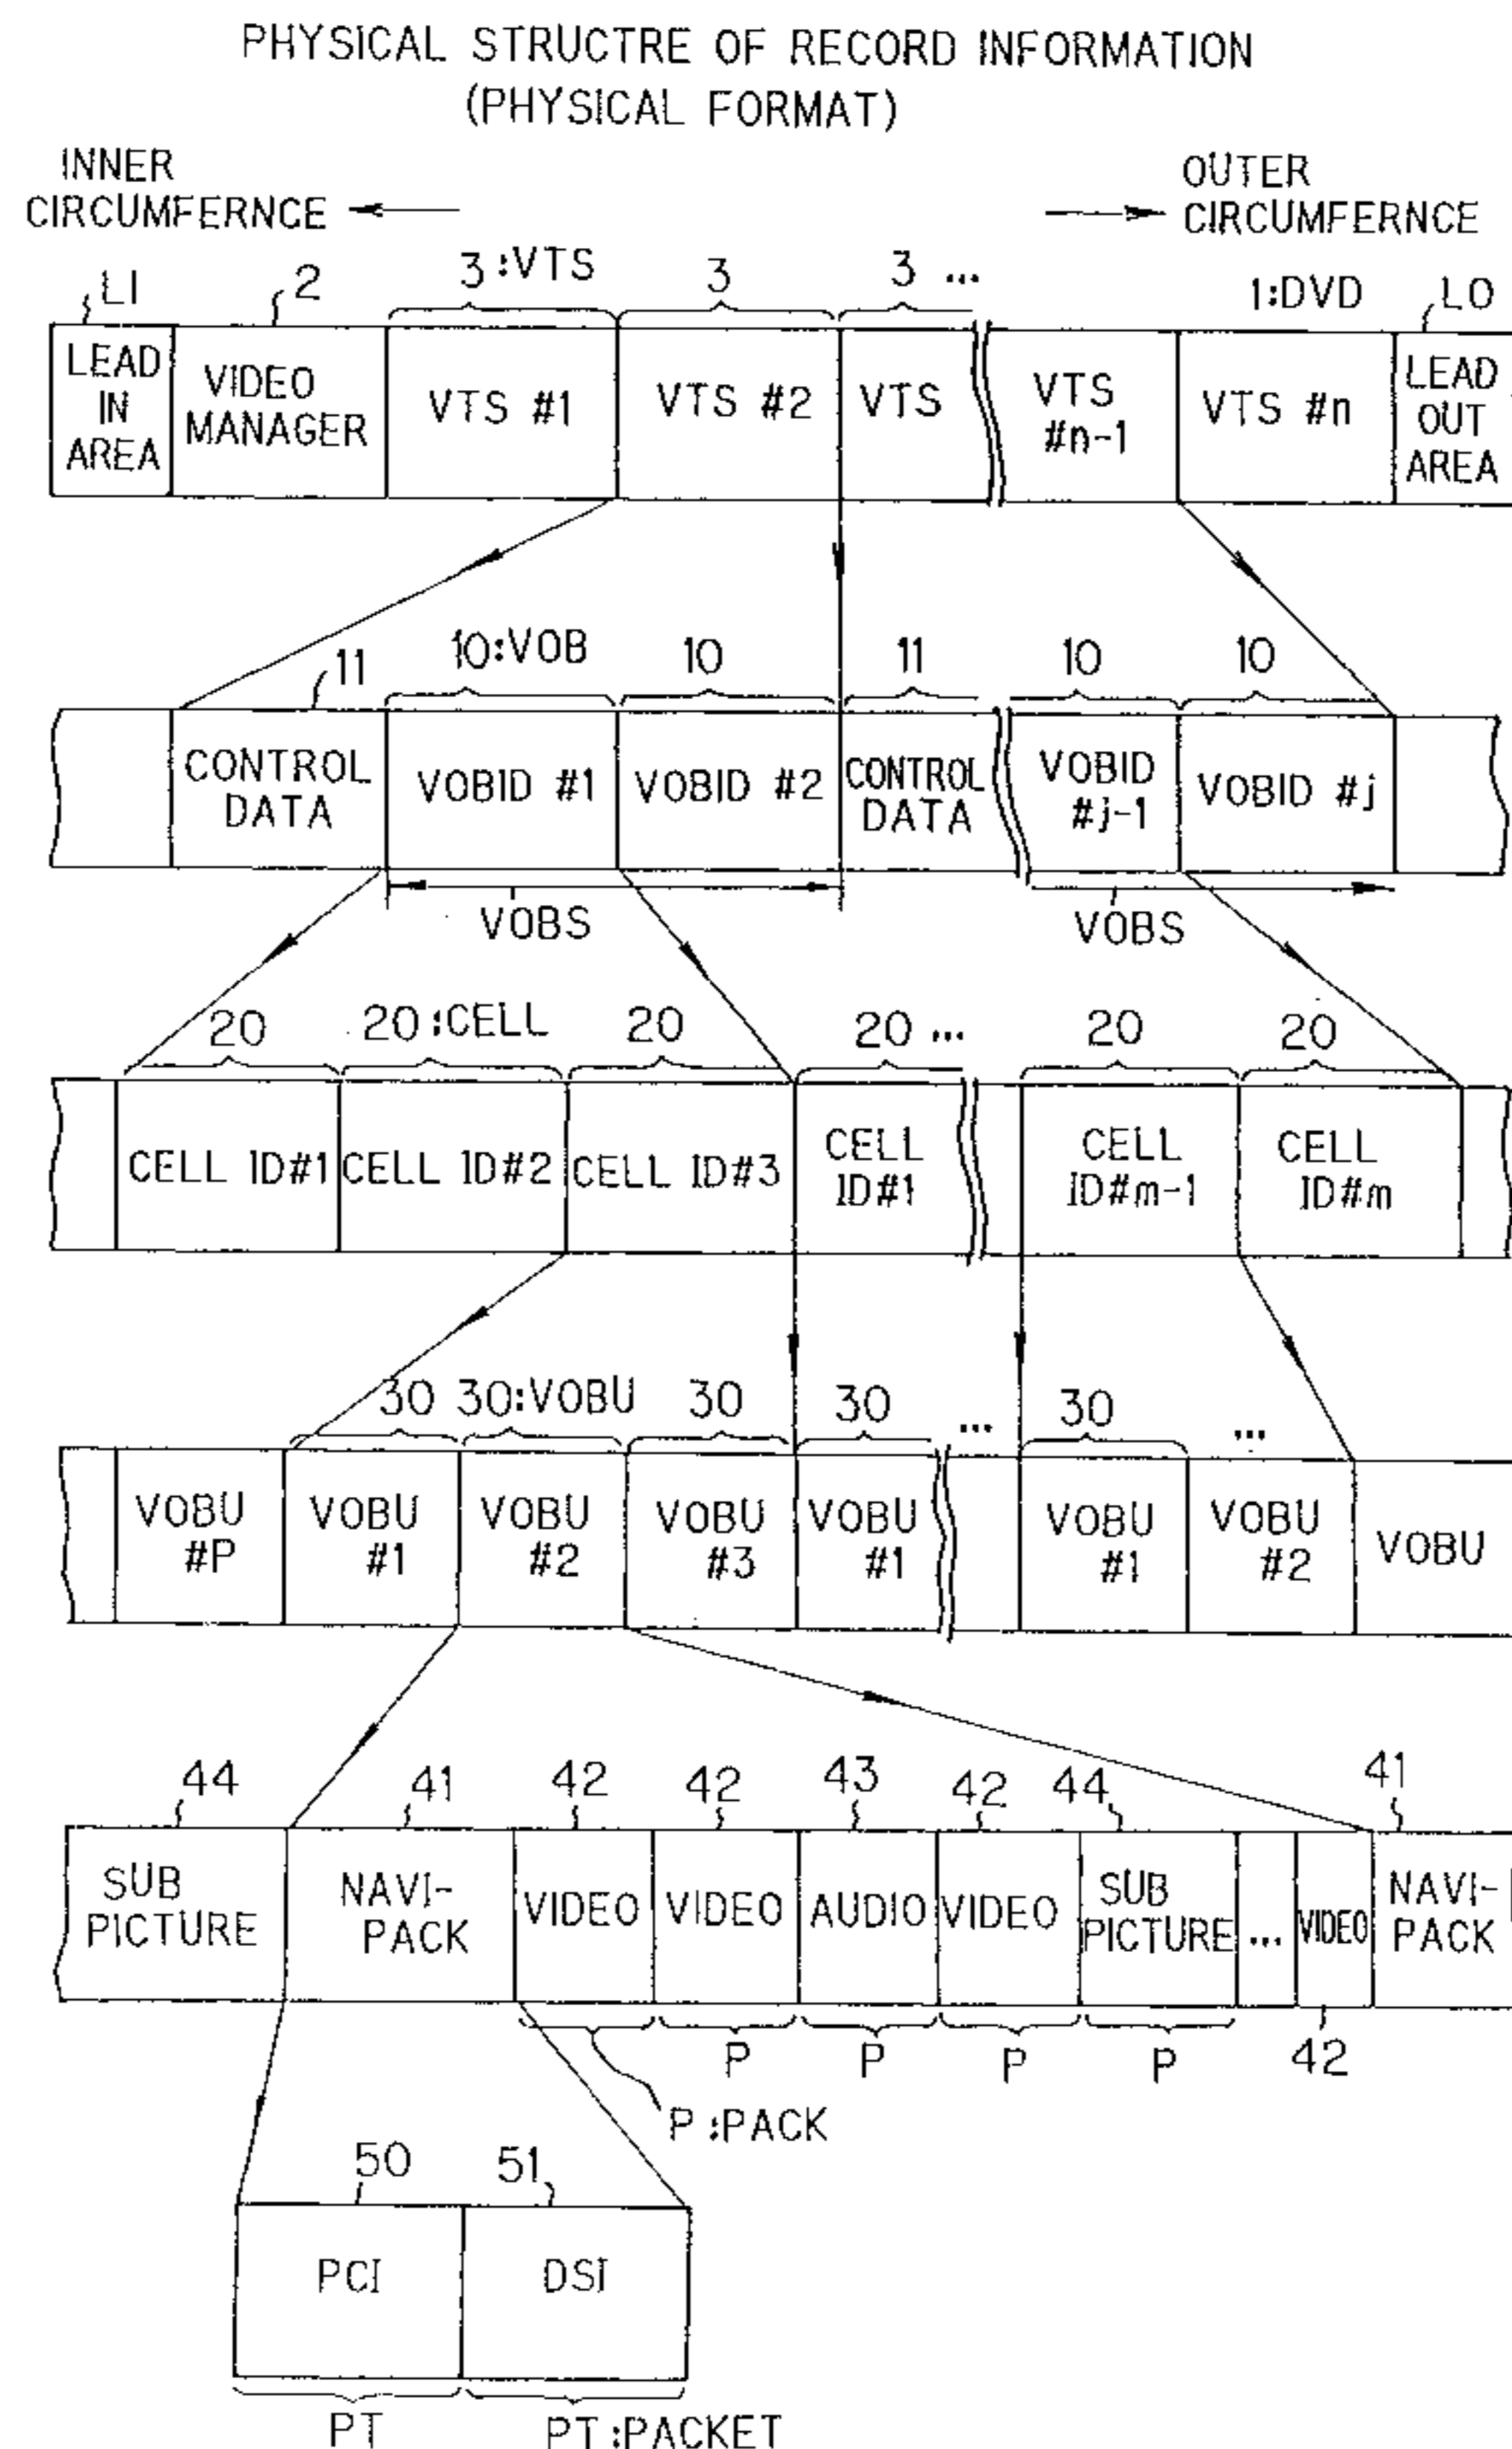 PHYSICAL STRUCTRE OF RECORD INFORMATION
(PHYSICAL FORMAT)
INNER
CIRCUMFERNCE
OUTER
CIRCUMFERNCE
LI
2
3:VTS
3
3 ...
1:DVD
LO
LEAD
IN
AREA
VIDEO
MANAGER
VTS #1
VTS #2
VTS
VTS
#n-1
VTS #n
LEAD
OUT
AREA
11
10:VOB
10
11
10
10
CONTROL
DATA
VOBID #1
VOBID #2
CONTROL
DATA
VOBID
#j-1
VOBID #j
VOBS
VOBS
20
20:CELL
20
20 ...
20
20
CELL ID#1
CELL ID#2
CELL ID#3
CELL
ID#1
CELL
ID#m-1
CELL
ID#m
30
30:VOBU
30
30
...
30
...
VOBU
#P
VOBU
#1
VOBU
#2
VOBU
#3
VOBU
#1
VOBU
#1
VOBU
#2
VOBU
44
41
42
42
43
42
44
41
SUB
PICTURE
NAVI-
PACK
VIDEO
VIDEO
AUDIO
VIDEO
SUB
PICTURE
...
VIDEO
NAVI-
PACK
P
P
P
P
42
P:PACK
50
51
PCI
DSI
PT
PT:PACKET